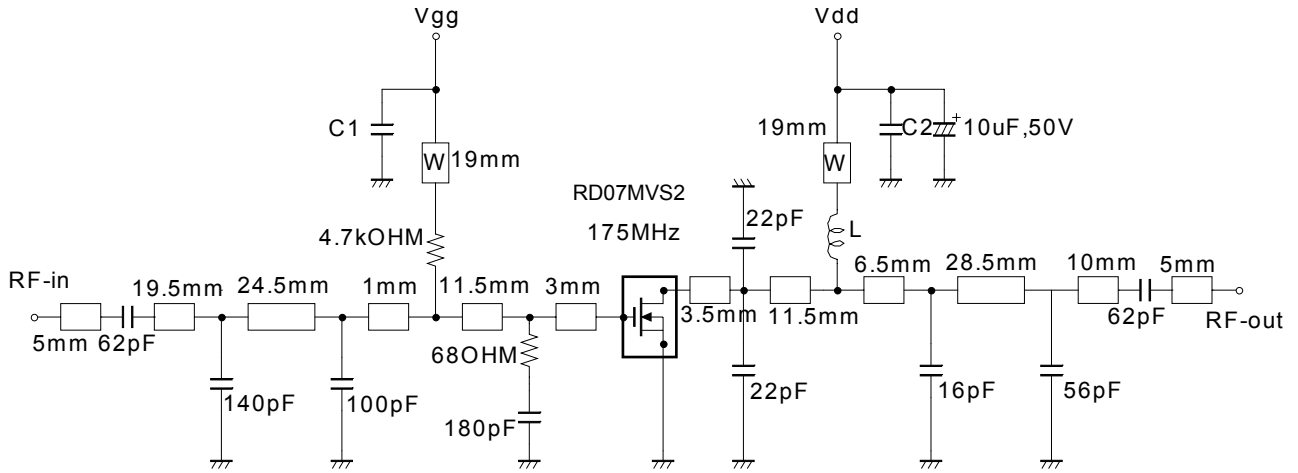 Vgg
Vdd
C1
W 19mm
19mm W
C2
10uF,50V
RD07MVS2
175MHz
22pF
L
4.7kOHM
RF-in
19.5mm
24.5mm
1mm
11.5mm
3mm
3.5mm
11.5mm
6.5mm
28.5mm
10mm
5mm
5mm
62pF
68OHM
62pF
RF-out
140pF
100pF
180pF
22pF
16pF
56pF
+